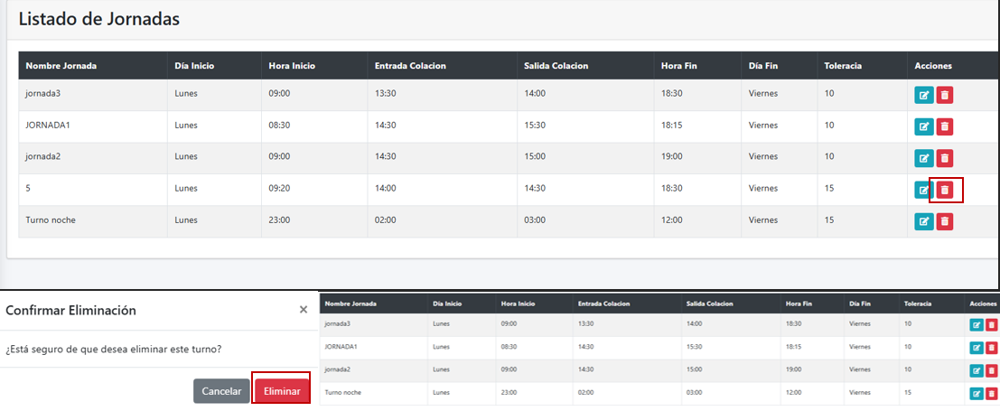 Listado de Jornadas
Nombre Jornada Día Inicio Hora Inicio Entrada Colacion Salida Colacion Hora Fin Día Fin Toleracia Acciones
jornada3 Lunes 09:00 13:30 14:00 18:30 Viernes 10
JORNADA1 Lunes 08:30 14:30 15:30 18:15 Viernes 10
jornada2 Lunes 09:00 14:30 15:00 19:00 Viernes 10
5 Lunes 09:20 14:00 14:30 18:30 Viernes 15
Turno noche Lunes 23:00 02:00 03:00 12:00 Viernes 15
Confirmar Eliminación ×
¿Está seguro de que desea eliminar este turno?
Cancelar Eliminar
Nombre Jornada Día Inicio Hora Inicio Entrada Colacion Salida Colacion Hora Fin Día Fin Toleracia Acciones
jornada3 Lunes 09:00 13:30 14:00 18:30 Viernes 10
JORNADA1 Lunes 08:30 14:30 15:30 18:15 Viernes 10
jornada2 Lunes 09:00 14:30 15:00 19:00 Viernes 10
Turno noche Lunes 23:00 02:00 03:00 12:00 Viernes 15